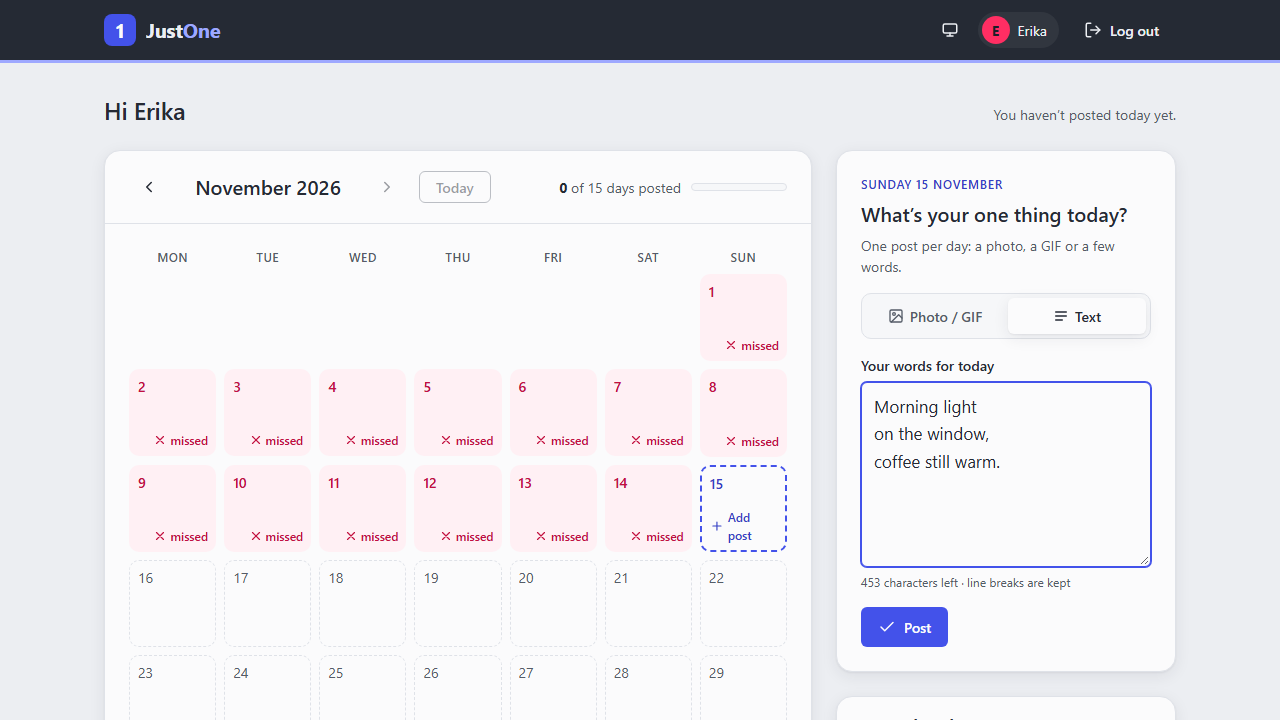 1 JustOne
E Erika
Log out
Hi Erika
You haven’t posted today yet.
November 2026
Today
0 of 15 days posted
MON TUE WED THU FRI SAT SUN
1
missed
2 3 4 5 6 7 8
missed missed missed missed missed missed missed
9 10 11 12 13 14 15
missed missed missed missed missed missed Add post
16 17 18 19 20 21 22
23 24 25 26 27 28 29
SUNDAY 15 NOVEMBER
What’s your one thing today?
One post per day: a photo, a GIF or a few
words.
Photo / GIF
Text
Your words for today
Morning light
on the window,
coffee still warm.
453 characters left · line breaks are kept
Post